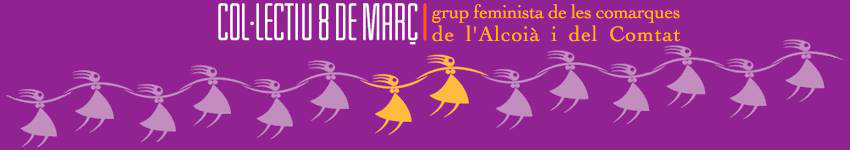 COL·LECTIU 8 DE MARÇ
grup feminista de les comarques
de l'Alcoià i del Comtat